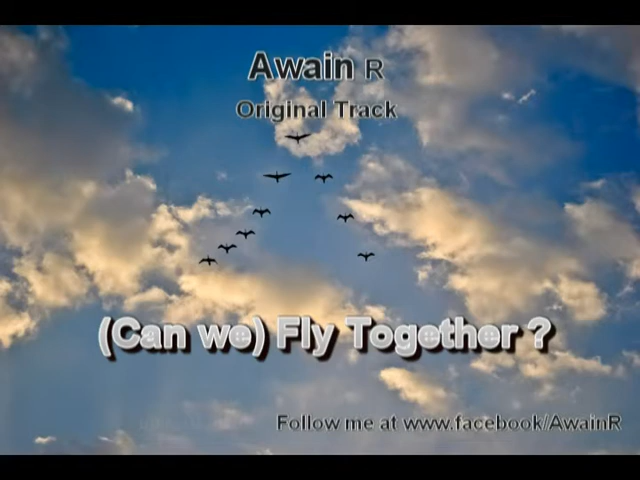 Awain R
Original Track
(Can we) Fly Together ?
Follow me at www.facebook/AwainR